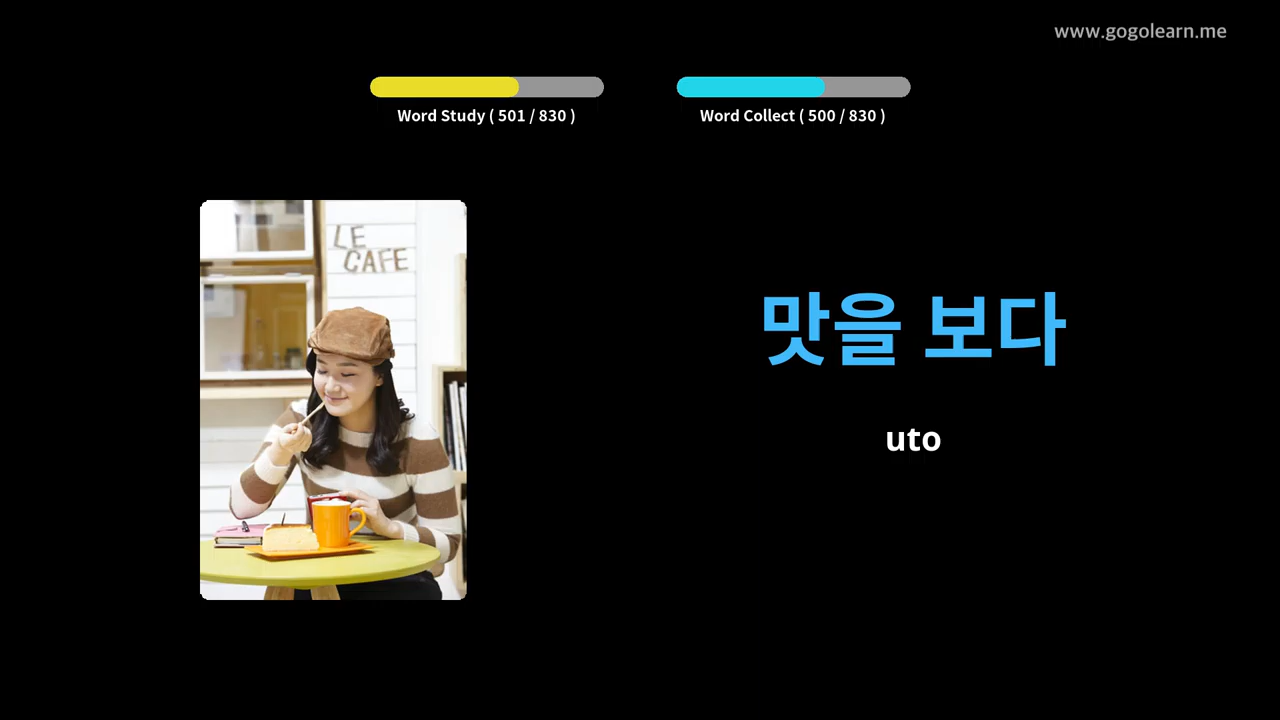 www.gogolearn.me
Word Study ( 501 / 830 )
Word Collect ( 500 / 830 )
LE
CAFE
맛을 보다
uto